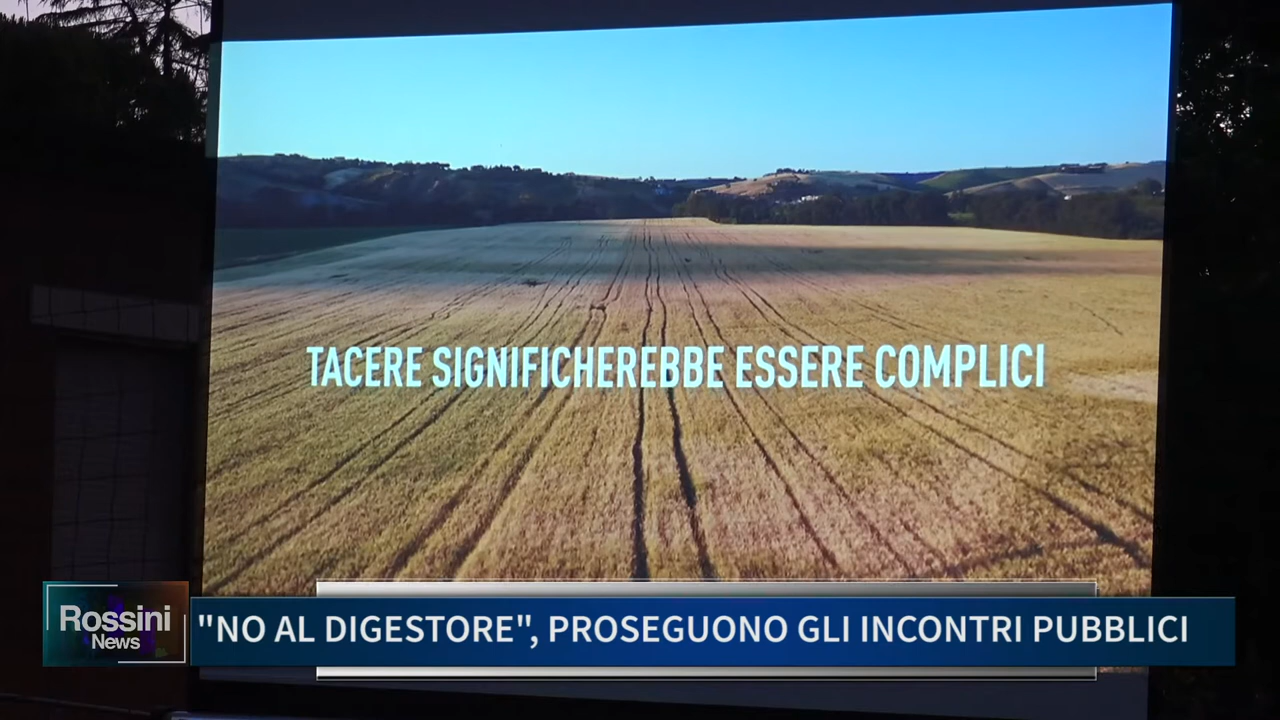 TACERE SIGNIFICHEREBBE ESSERE COMPLICI
Rossini
News
"NO AL DIGESTORE", PROSEGUONO GLI INCONTRI PUBBLICI